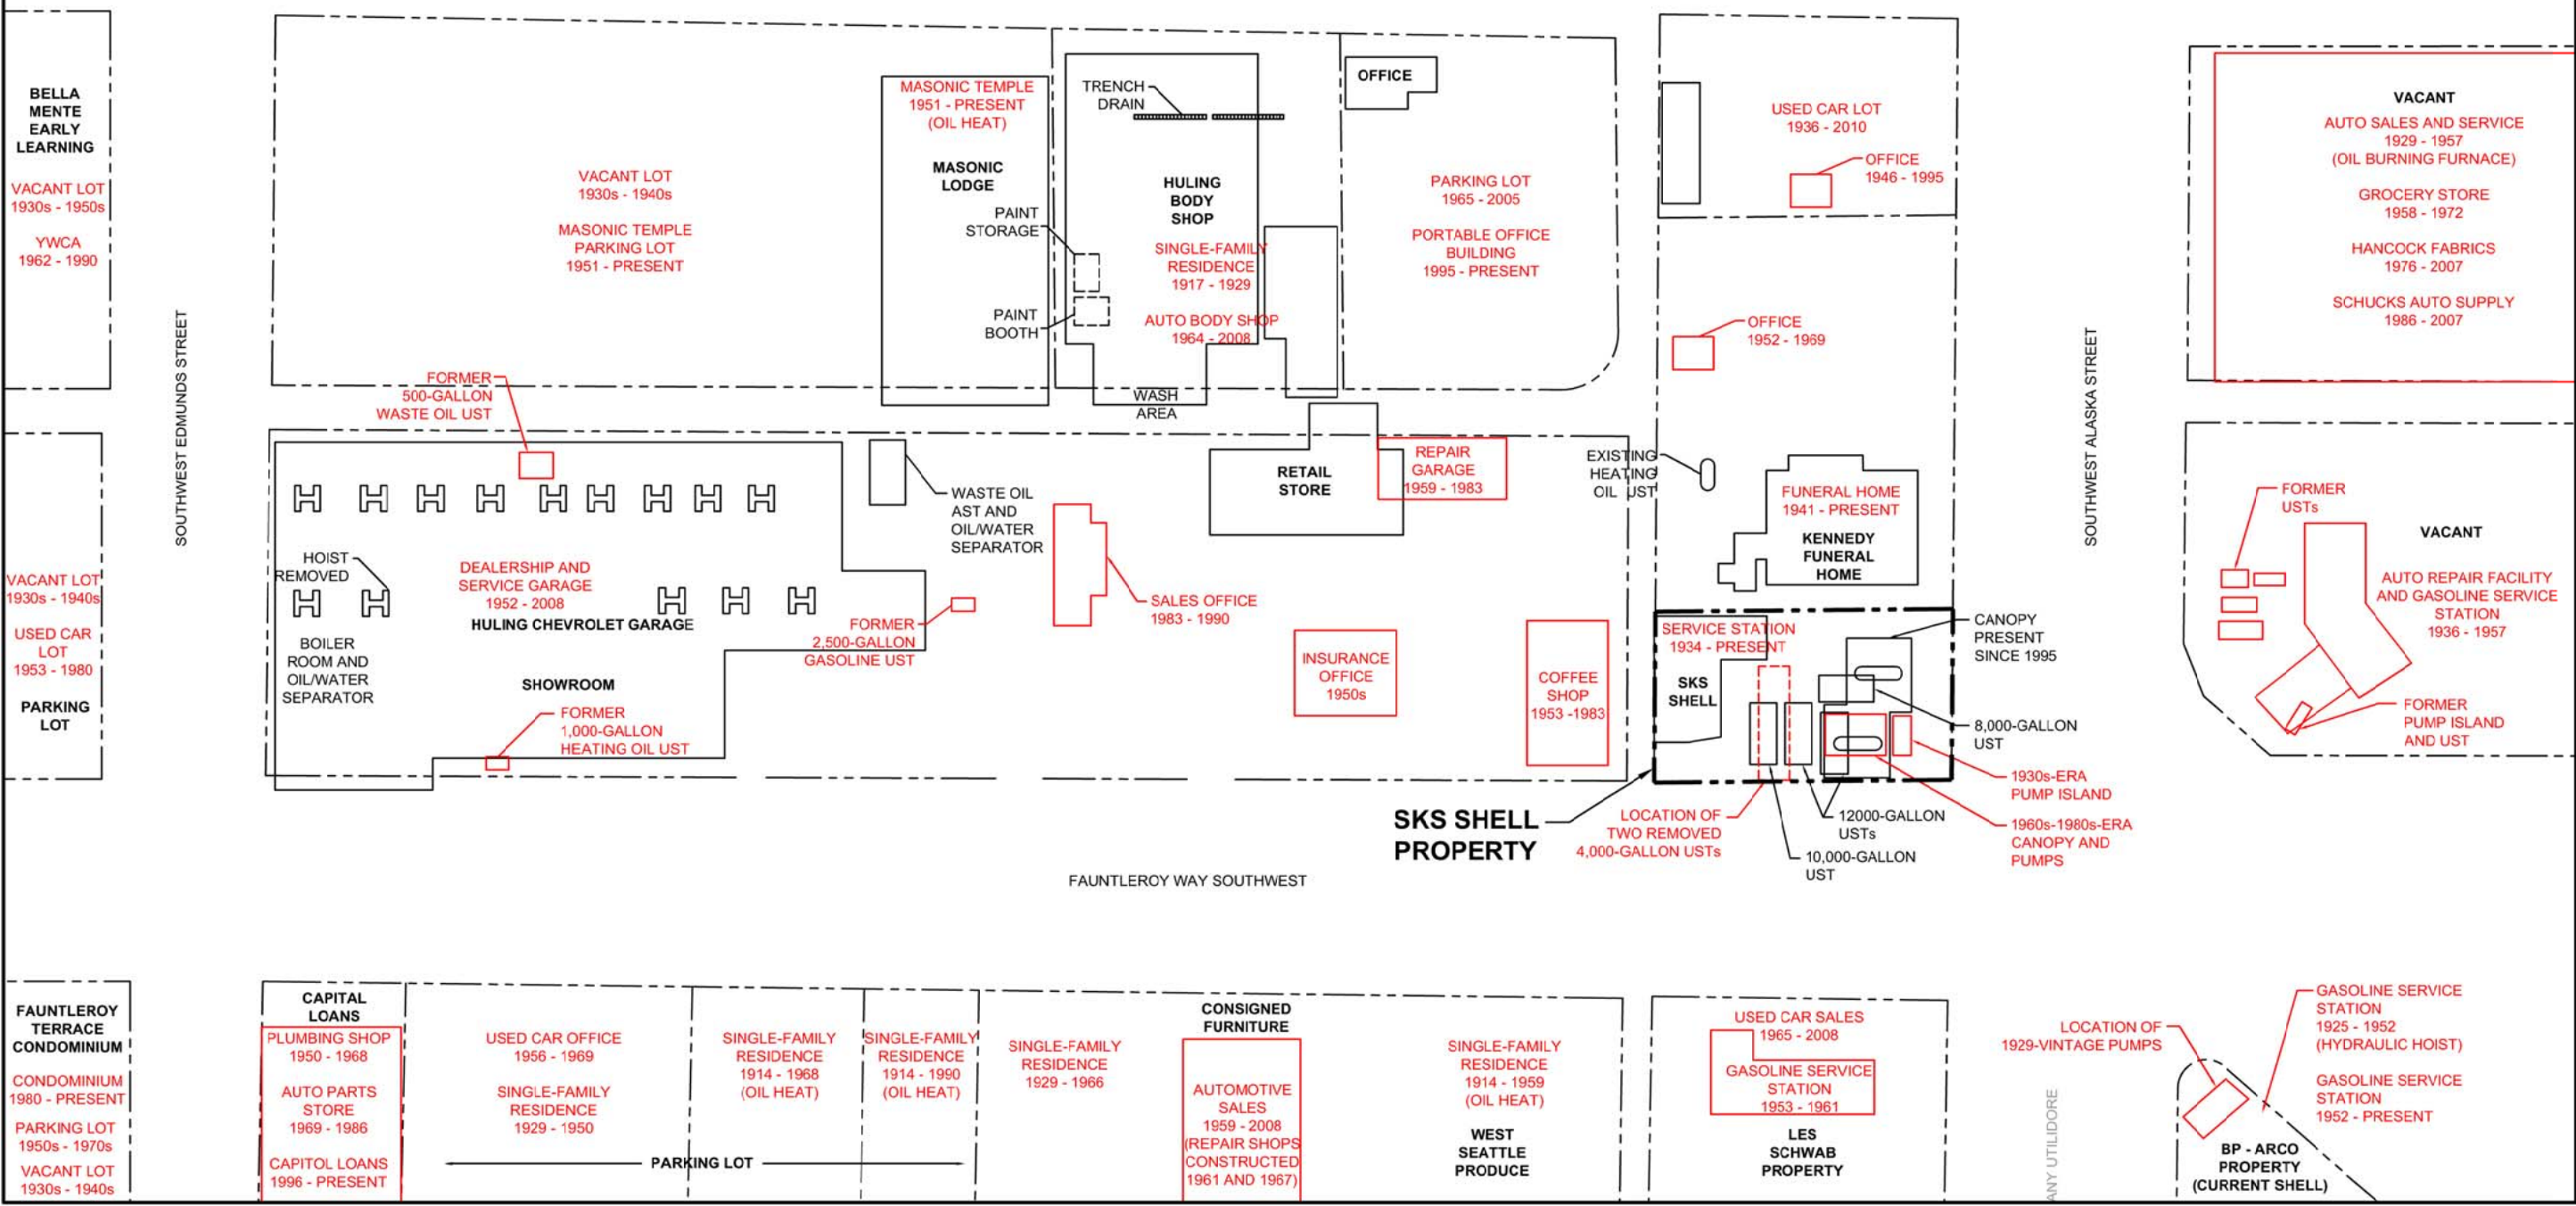 BELLA
MENTE
EARLY
LEARNING
VACANT LOT
1930s - 1950s
YWCA
1962 - 1990
SOUTHWEST EDMUNDS STREET
VACANT LOT
1930s - 1940s
MASONIC TEMPLE
PARKING LOT
1951 - PRESENT
MASONIC TEMPLE
1951 - PRESENT
(OIL HEAT)
MASONIC
LODGE
TRENCH
DRAIN
PAINT
STORAGE
PAINT
BOOTH
HULING
BODY
SHOP
SINGLE-FAMILY
RESIDENCE
1917 - 1929
AUTO BODY SHOP
1964 - 2008
WASH
AREA
OFFICE
PARKING LOT
1965 - 2005
PORTABLE OFFICE
BUILDING
1995 - PRESENT
USED CAR LOT
1936 - 2010
OFFICE
1946 - 1995
OFFICE
1952 - 1969
SOUTHWEST ALASKA STREET
VACANT
AUTO SALES AND SERVICE
1929 - 1957
(OIL BURNING FURNACE)
GROCERY STORE
1958 - 1972
HANCOCK FABRICS
1976 - 2007
SCHUCKS AUTO SUPPLY
1986 - 2007
VACANT LOT
1930s - 1940s
USED CAR
LOT
1953 - 1980
PARKING
LOT
FORMER
500-GALLON
WASTE OIL UST
HOIST
REMOVED
BOILER
ROOM AND
OIL/WATER
SEPARATOR
DEALERSHIP AND
SERVICE GARAGE
1952 - 2008
HULING CHEVROLET GARAGE
SHOWROOM
FORMER
1,000-GALLON
HEATING OIL UST
FORMER
2,500-GALLON
GASOLINE UST
WASTE OIL
AST AND
OIL/WATER
SEPARATOR
SALES OFFICE
1983 - 1990
RETAIL
STORE
REPAIR
GARAGE
1959 - 1983
INSURANCE
OFFICE
1950s
COFFEE
SHOP
1953 -1983
EXISTING
HEATING
OIL UST
FUNERAL HOME
1941 - PRESENT
KENNEDY
FUNERAL
HOME
SERVICE STATION
1934 - PRESENT
SKS
SHELL
CANOPY
PRESENT
SINCE 1995
8,000-GALLON
UST
1930s-ERA
PUMP ISLAND
1960s-1980s-ERA
CANOPY AND
PUMPS
12000-GALLON
USTs
10,000-GALLON
UST
LOCATION OF
TWO REMOVED
4,000-GALLON USTs
SKS SHELL
PROPERTY
FORMER
USTs
VACANT
AUTO REPAIR FACILITY
AND GASOLINE SERVICE
STATION
1936 - 1957
FORMER
PUMP ISLAND
AND UST
FAUNTLEROY WAY SOUTHWEST
FAUNTLEROY
TERRACE
CONDOMINIUM
CONDOMINIUM
1980 - PRESENT
PARKING LOT
1950s - 1970s
VACANT LOT
1930s - 1940s
CAPITAL
LOANS
PLUMBING SHOP
1950 - 1968
AUTO PARTS
STORE
1969 - 1986
CAPITOL LOANS
1996 - PRESENT
USED CAR OFFICE
1956 - 1969
SINGLE-FAMILY
RESIDENCE
1929 - 1950
SINGLE-FAMILY
RESIDENCE
1914 - 1968
(OIL HEAT)
SINGLE-FAMILY
RESIDENCE
1914 - 1990
(OIL HEAT)
PARKING LOT
SINGLE-FAMILY
RESIDENCE
1929 - 1966
CONSIGNED
FURNITURE
AUTOMOTIVE
SALES
1959 - 2008
(REPAIR SHOPS
CONSTRUCTED
1961 AND 1967)
SINGLE-FAMILY
RESIDENCE
1914 - 1959
(OIL HEAT)
WEST
SEATTLE
PRODUCE
USED CAR SALES
1965 - 2008
GASOLINE SERVICE
STATION
1953 - 1961
LES
SCHWAB
PROPERTY
ANY UTILIDORE
LOCATION OF
1929-VINTAGE PUMPS
GASOLINE SERVICE
STATION
1925 - 1952
(HYDRAULIC HOIST)
GASOLINE SERVICE
STATION
1952 - PRESENT
BP - ARCO
PROPERTY
(CURRENT SHELL)